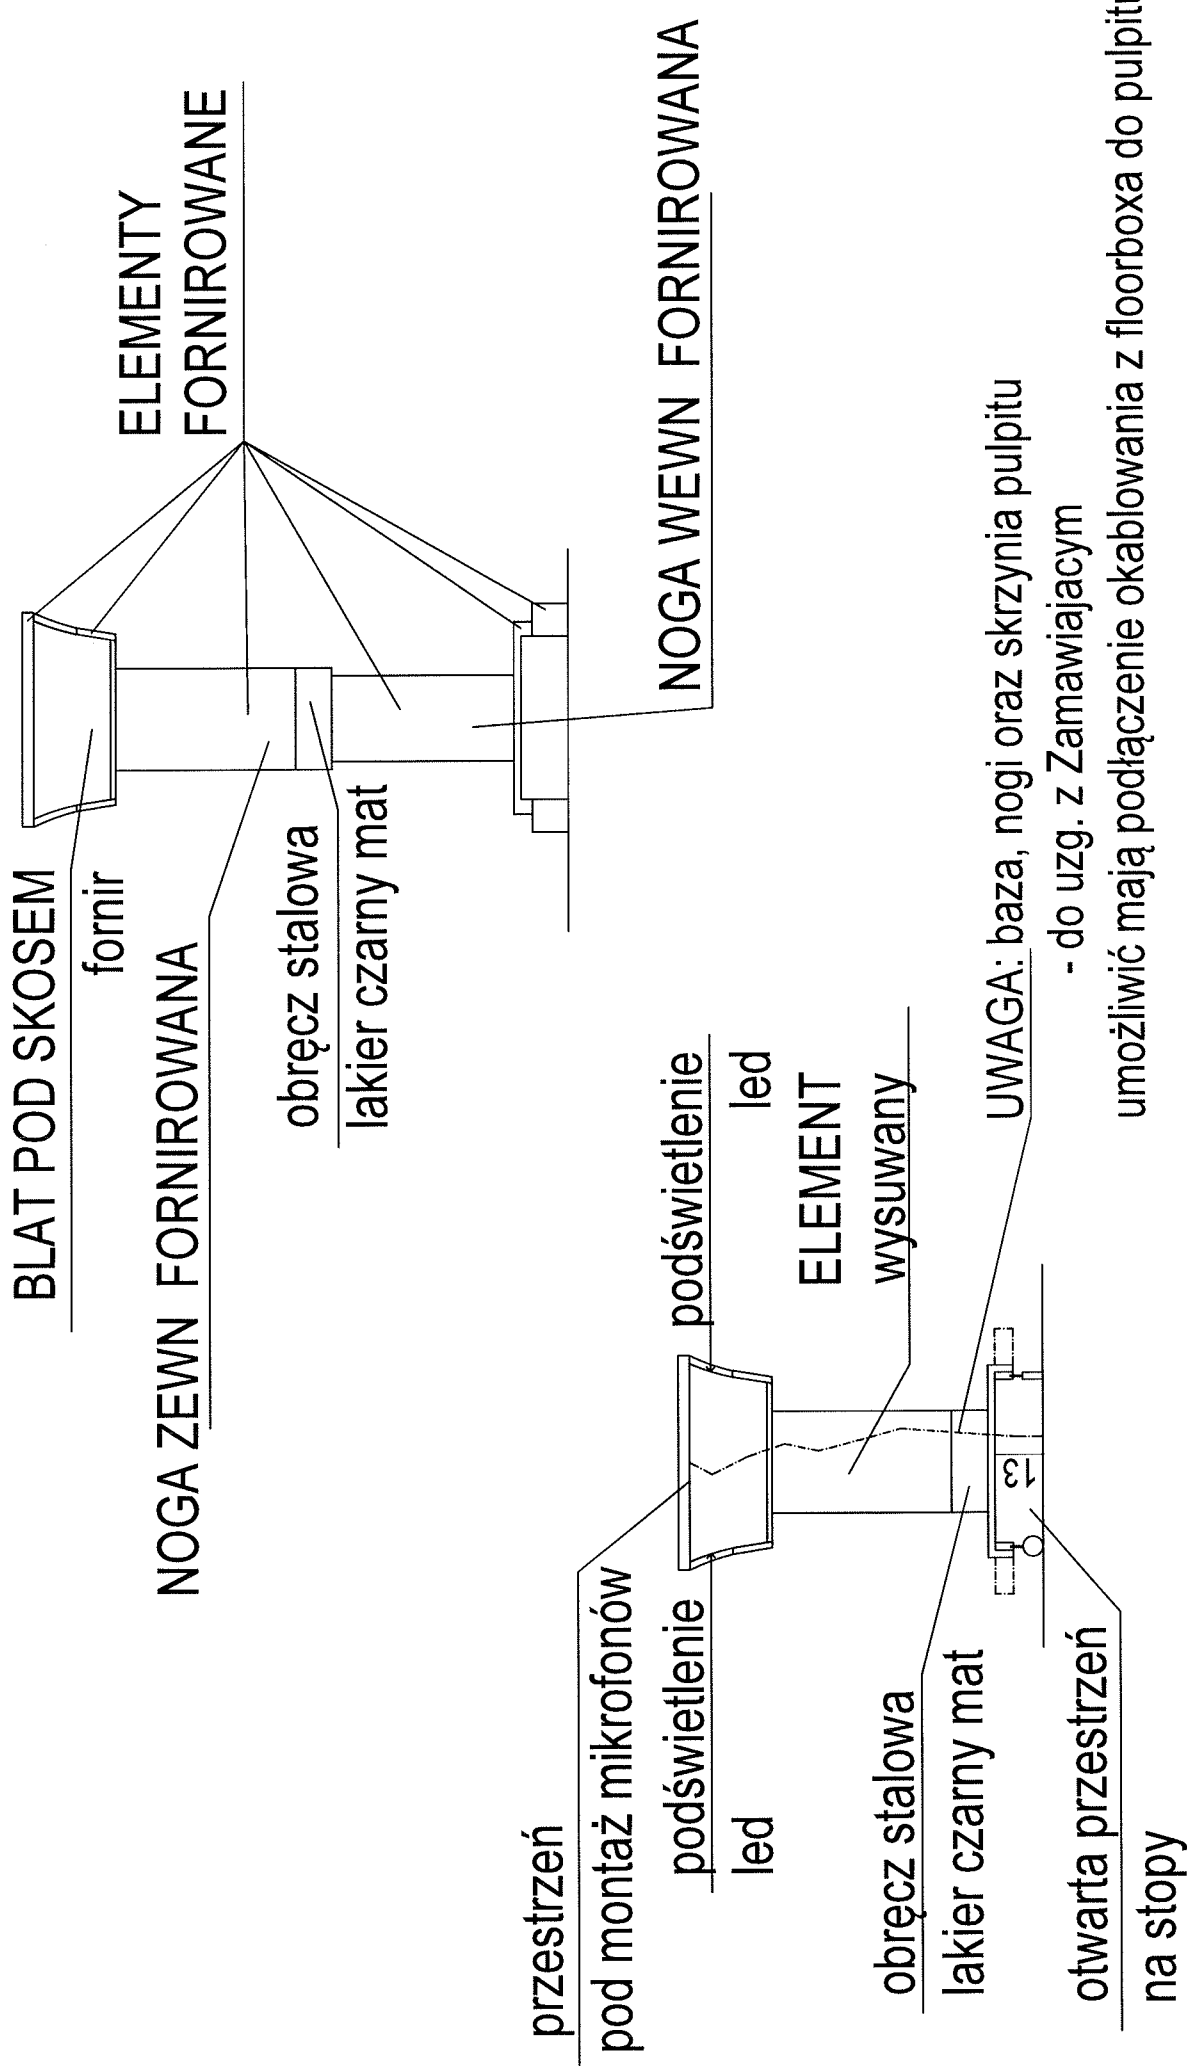 BLAT POD SKOSEM
fornir
NOGA ZEWN FORNIROWANA
obręcz stalowa
lakier czarny mat
ELEMENTY
FORNIROWANE
NOGA WEWN FORNIROWANA
przestrzeń
pod montaż mikrofonów
podświetlenie
led
podświetlenie
led
ELEMENT
wysuwany
obręcz stalowa
lakier czarny mat
otwarta przestrzeń
na stopy
13
UWAGA: baza, nogi oraz skrzynia pulpitu
- do uzg. z Zamawiajacym
umożliwić mają podłączenie okablowania z floorboxa do pulpitu